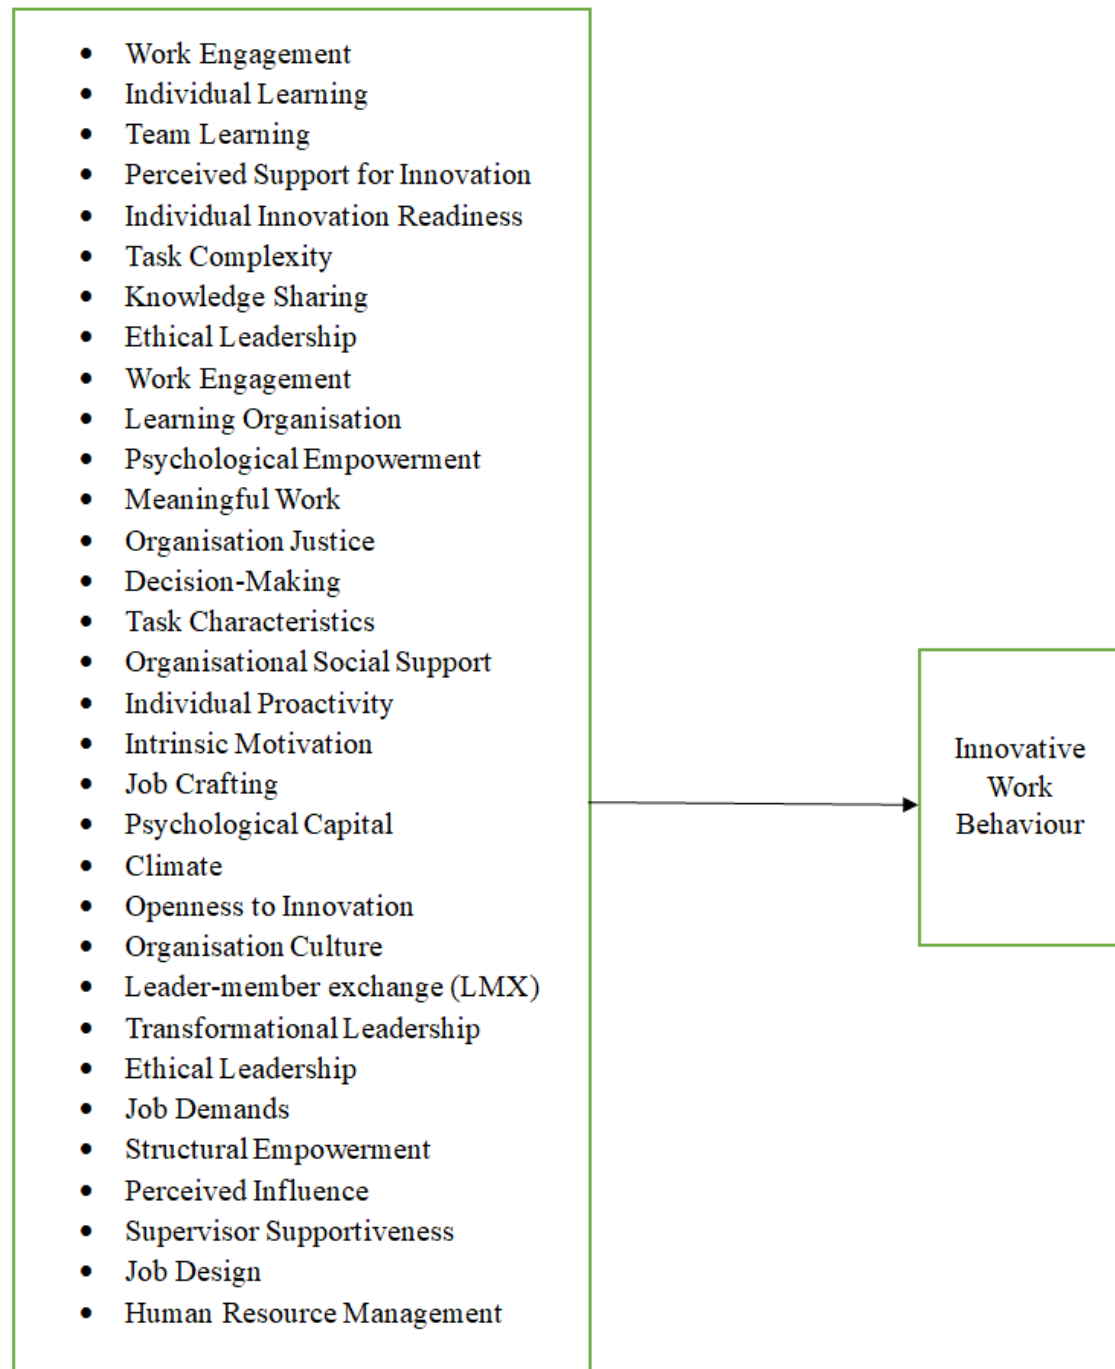 • Work Engagement
• Individual Learning
• Team Learning
• Perceived Support for Innovation
• Individual Innovation Readiness
• Task Complexity
• Knowledge Sharing
• Ethical Leadership
• Work Engagement
• Learning Organisation
• Psychological Empowerment
• Meaningful Work
• Organisation Justice
• Decision-Making
• Task Characteristics
• Organisational Social Support
• Individual Proactivity
• Intrinsic Motivation
• Job Crafting
• Psychological Capital
• Climate
• Openness to Innovation
• Organisation Culture
• Leader-member exchange (LMX)
• Transformational Leadership
• Ethical Leadership
• Job Demands
• Structural Empowerment
• Perceived Influence
• Supervisor Supportiveness
• Job Design
• Human Resource Management
Innovative
Work
Behaviour